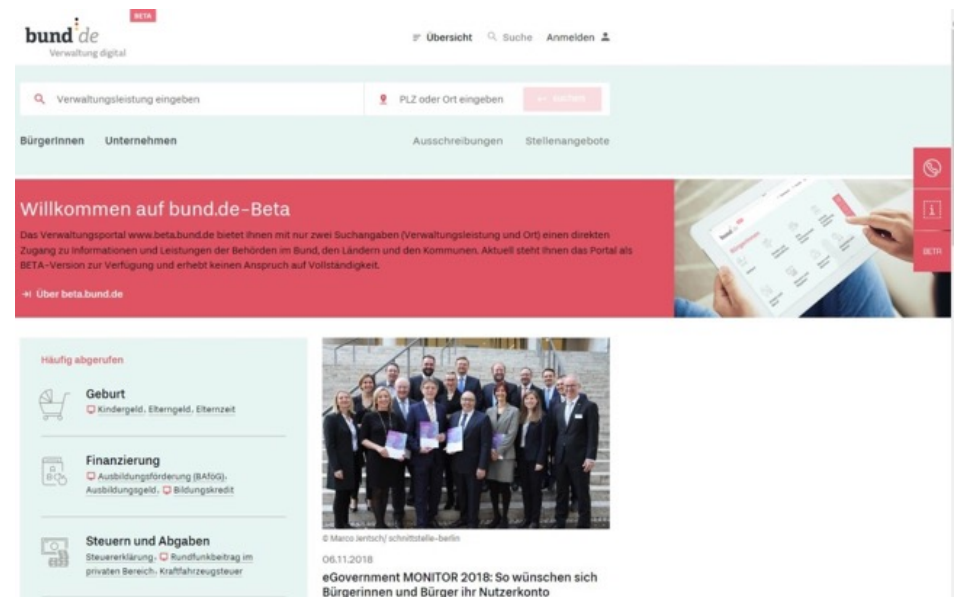 BETA
bund.de
Verwaltung digital
Übersicht Suche Anmelden
Verwaltungsleistung eingeben PLZ oder Ort eingeben
BürgerInnen Unternehmen Ausschreibungen Stellenangebote
Willkommen auf bund.de-Beta
Das Verwaltungsportal www.beta.bund.de bietet Ihnen mit nur zwei Suchangaben (Verwaltungsleistung und Ort) einen direkten
Zugang zu Informationen und Leistungen der Behörden im Bund, den Ländern und den Kommunen. Aktuell steht Ihnen das Portal als
BETA-Version zur Verfügung und erhebt keinen Anspruch auf Vollständigkeit.
Über beta.bund.de
BETA
Häufig abgerufen
Geburt
Kindergeld, Elterngeld, Elternzeit
Finanzierung
Ausbildungsförderung (BAföG),
Ausbildungsgeld, Bildungskredit
Steuern und Abgaben
Steuererklärung, Rundfunkbeitrag im
privaten Bereich, Kraftfahrzeugsteuer
© Marco Jentsch/ schnittstelle-berlin
06.11.2018
eGovernment MONITOR 2018: So wünschen sich
Bürgerinnen und Bürger ihr Nutzerkonto